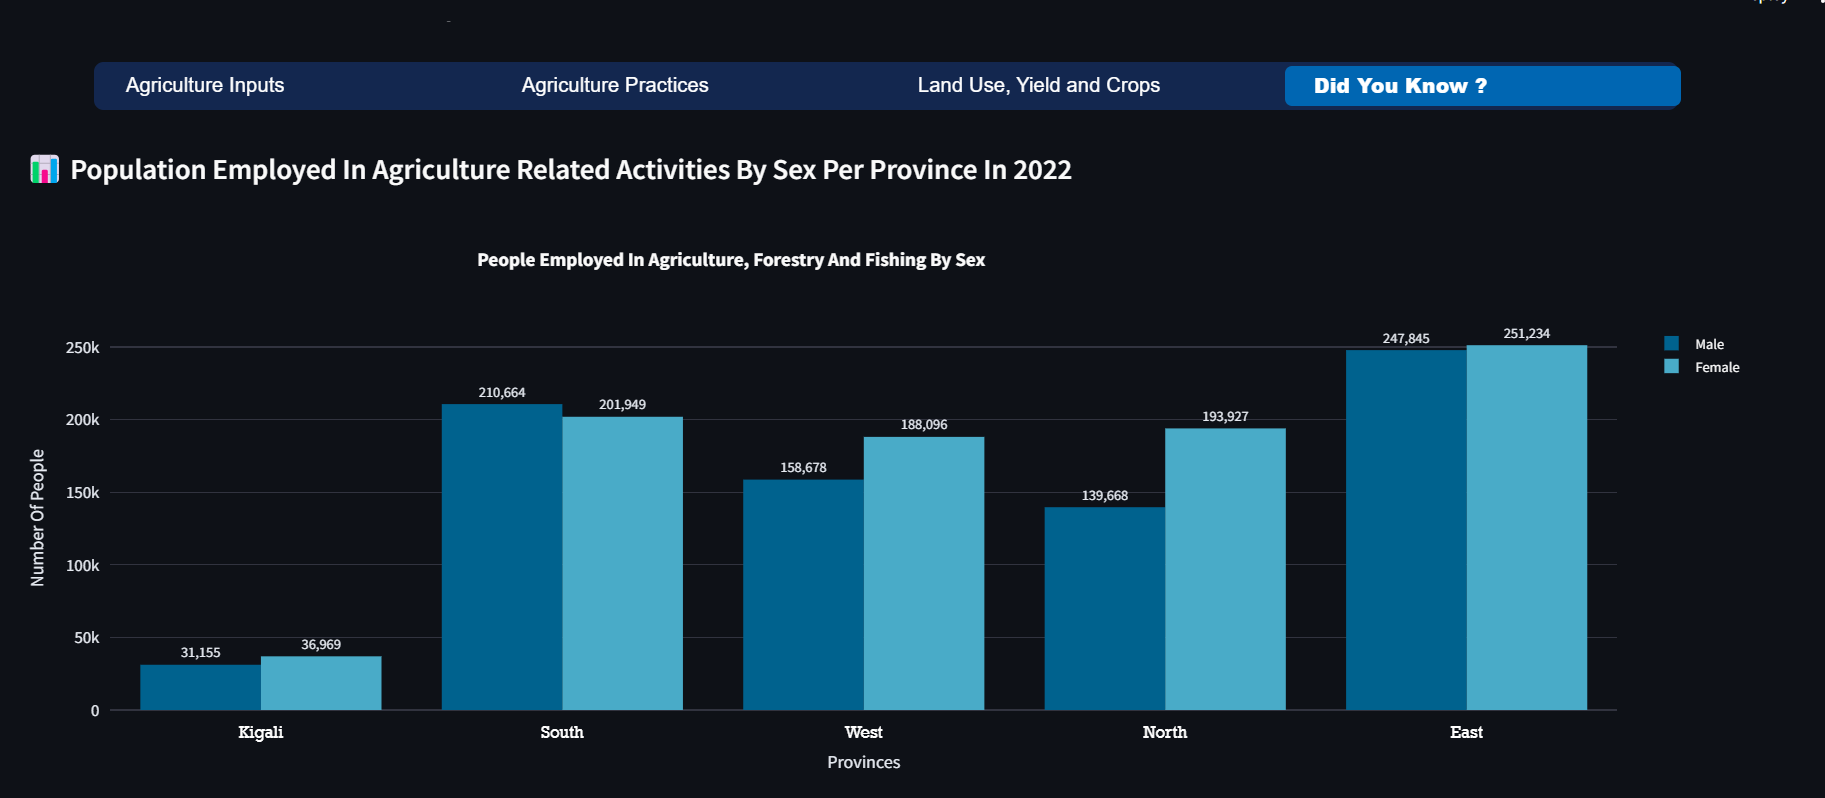 Agriculture Inputs
Agriculture Practices
Land Use, Yield and Crops
Did You Know ?
Population Employed In Agriculture Related Activities By Sex Per Province In 2022
People Employed In Agriculture, Forestry And Fishing By Sex
Number Of People
250k
200k
150k
100k
50k
0
31,155
36,969
210,664
201,949
158,678
188,096
139,668
193,927
247,845
251,234
Male
Female
Kigali
South
West
North
East
Provinces